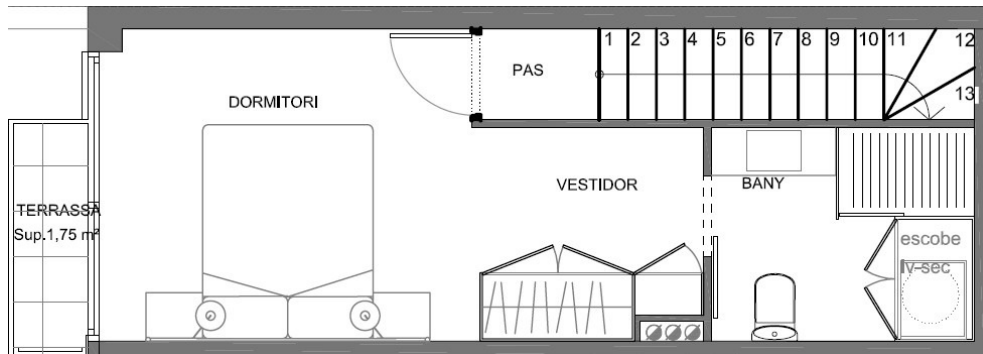 1 2 3 4 5 6 7 8 9 10 11 12
13
PAS
DORMITORI
VESTIDOR
BANY
TERRASSA
Sup.1,75 m²
escobe
lv-sec